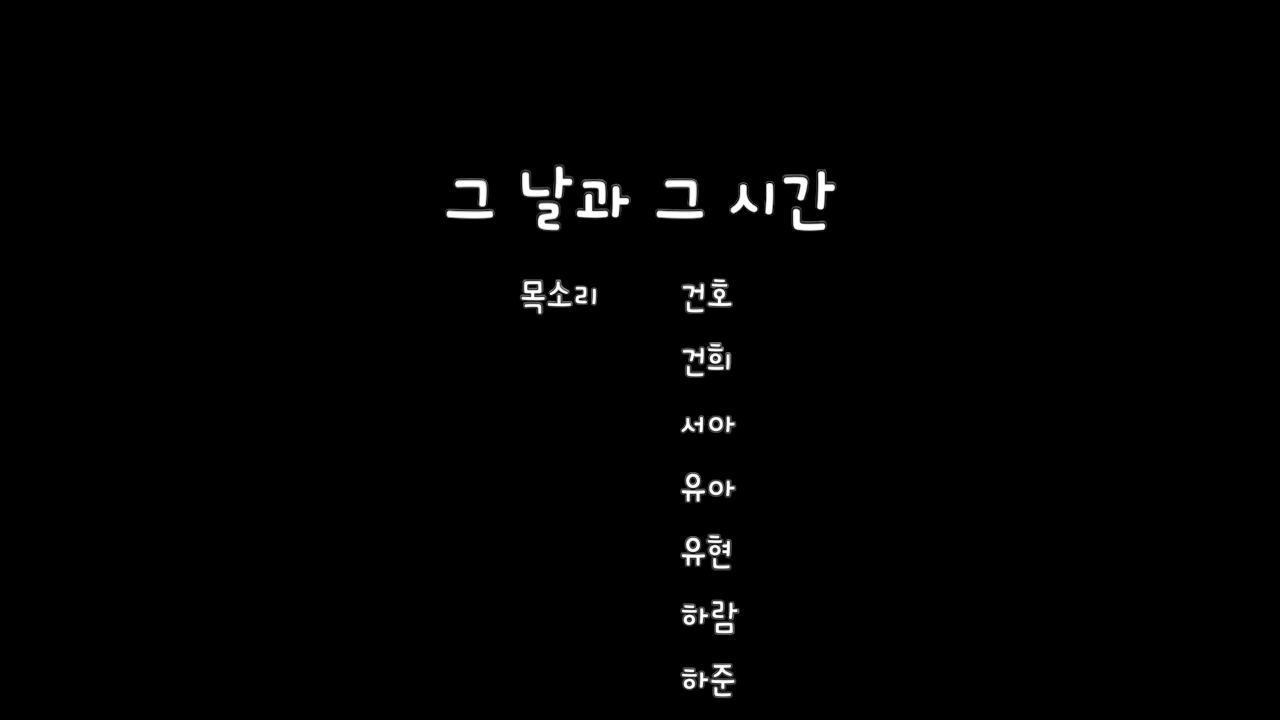 그 날과 그 시간
목소리 건호
건희
서아
유아
유현
하람
하준